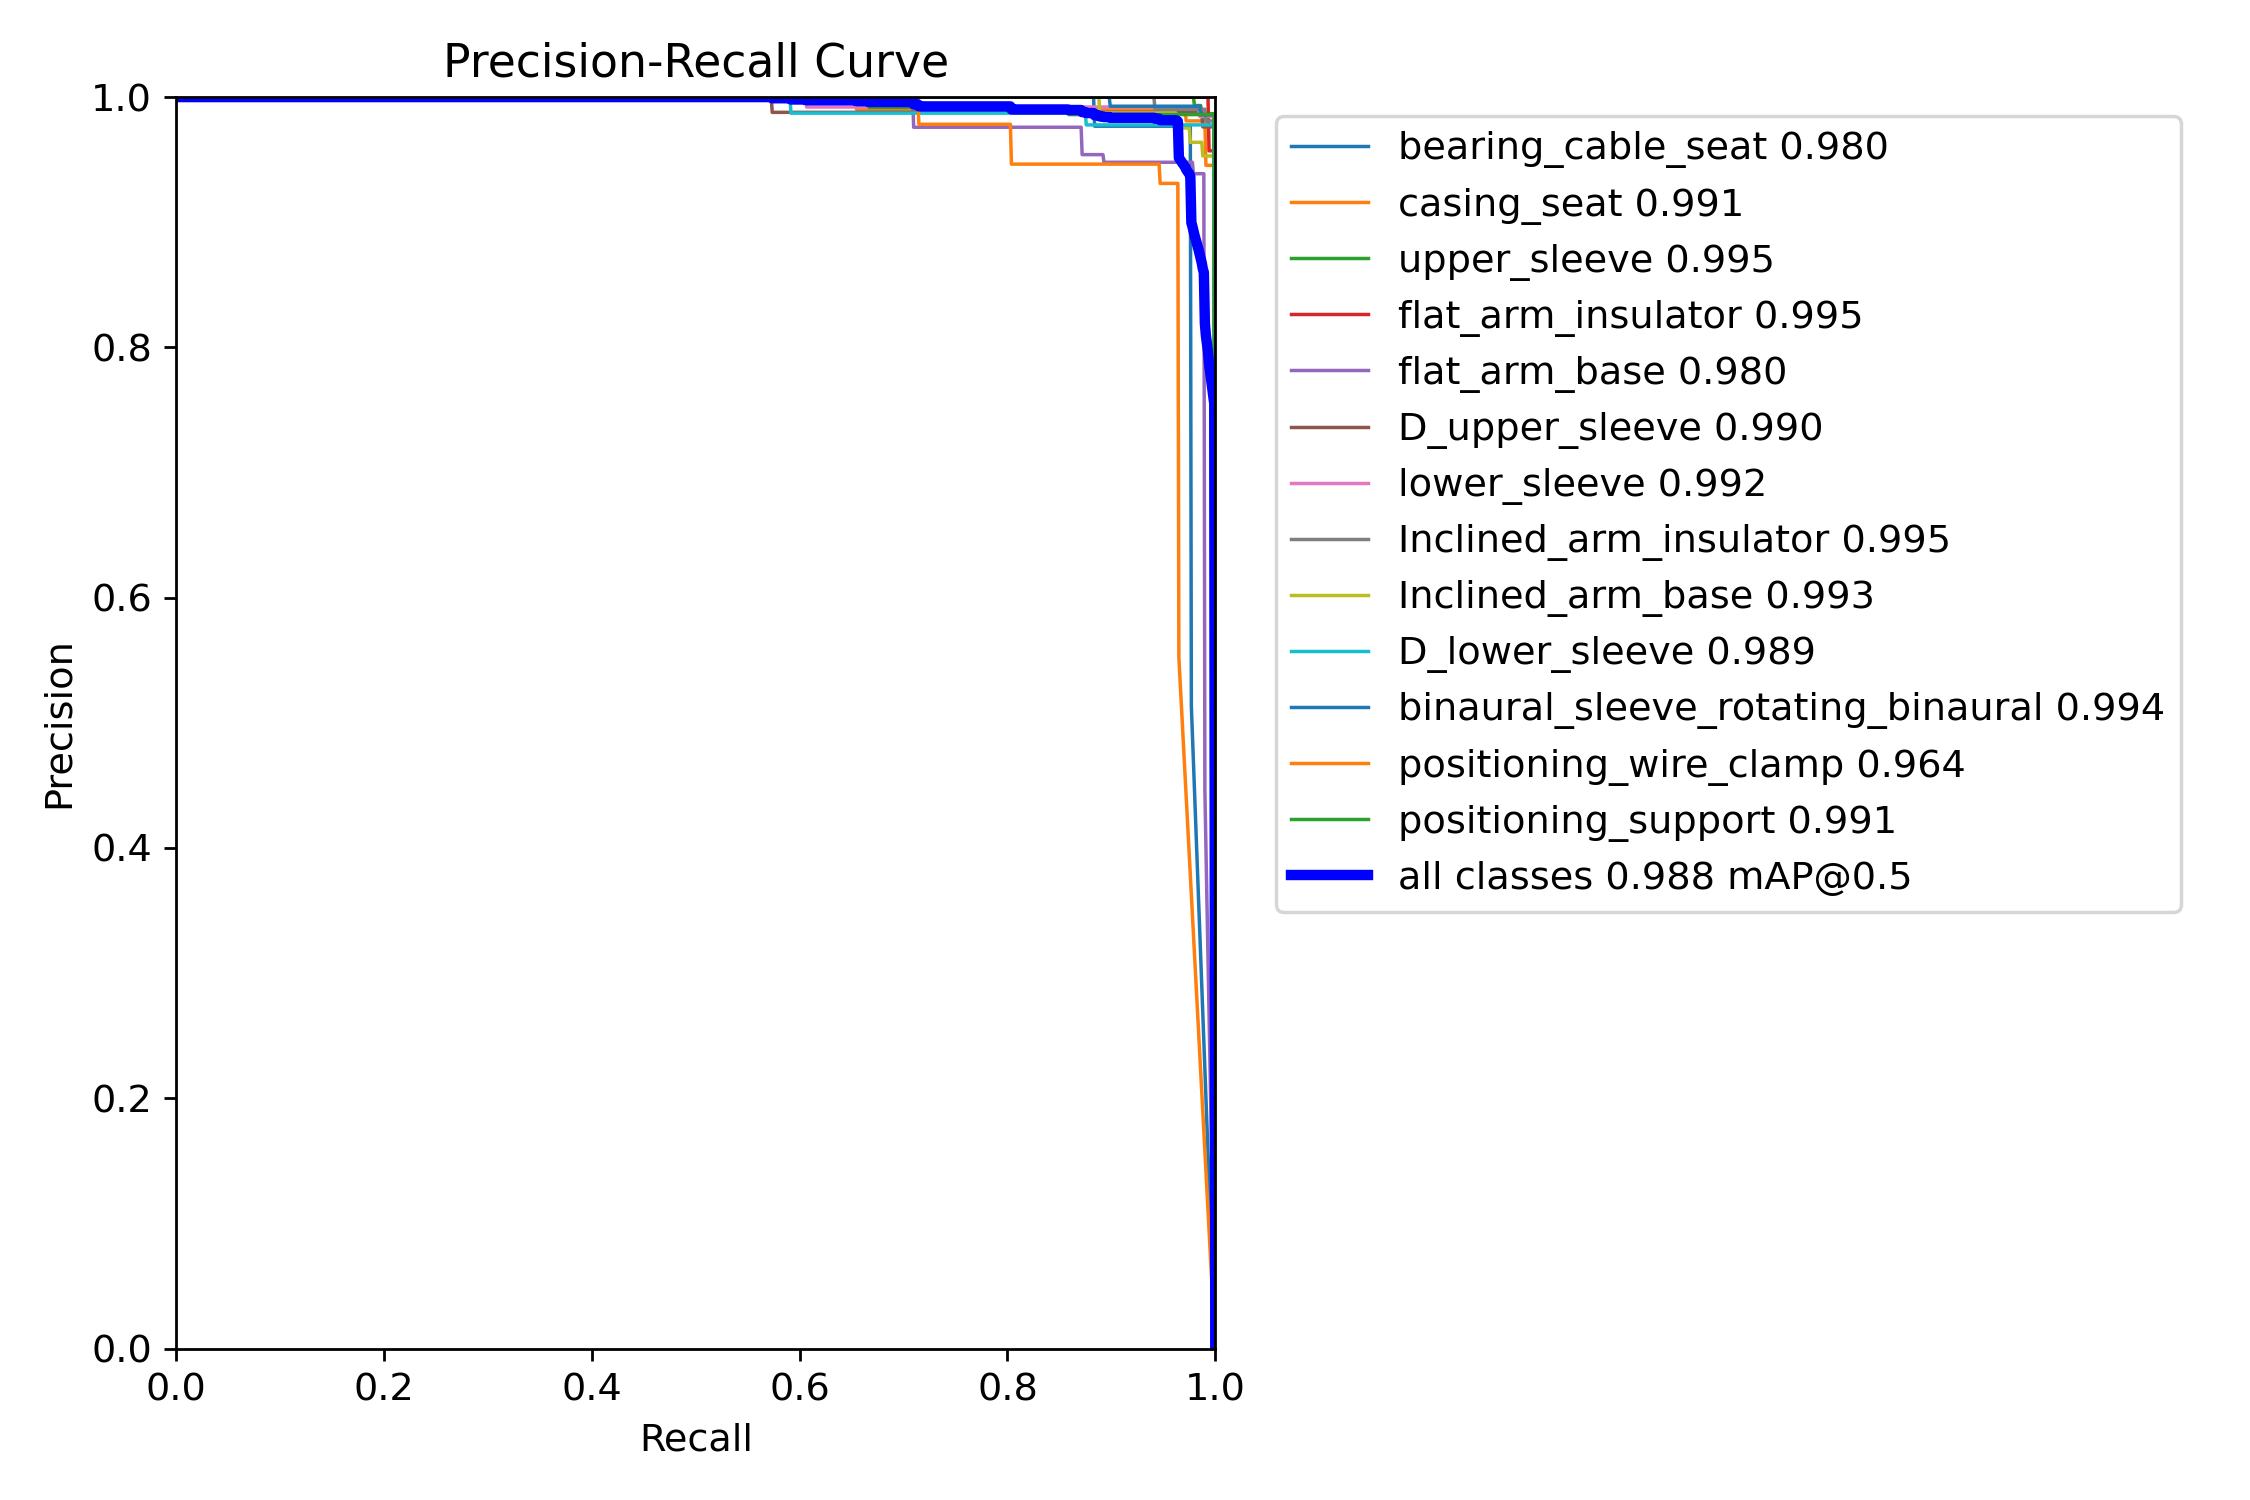 Precision-Recall Curve
1.0
0.8
0.6
0.4
0.2
0.0
Precision
0.0 0.2 0.4 0.6 0.8 1.0
Recall
bearing_cable_seat 0.980
casing_seat 0.991
upper_sleeve 0.995
flat_arm_insulator 0.995
flat_arm_base 0.980
D_upper_sleeve 0.990
lower_sleeve 0.992
Inclined_arm_insulator 0.995
Inclined_arm_base 0.993
D_lower_sleeve 0.989
binaural_sleeve_rotating_binaural 0.994
positioning_wire_clamp 0.964
positioning_support 0.991
all classes 0.988 mAP@0.5